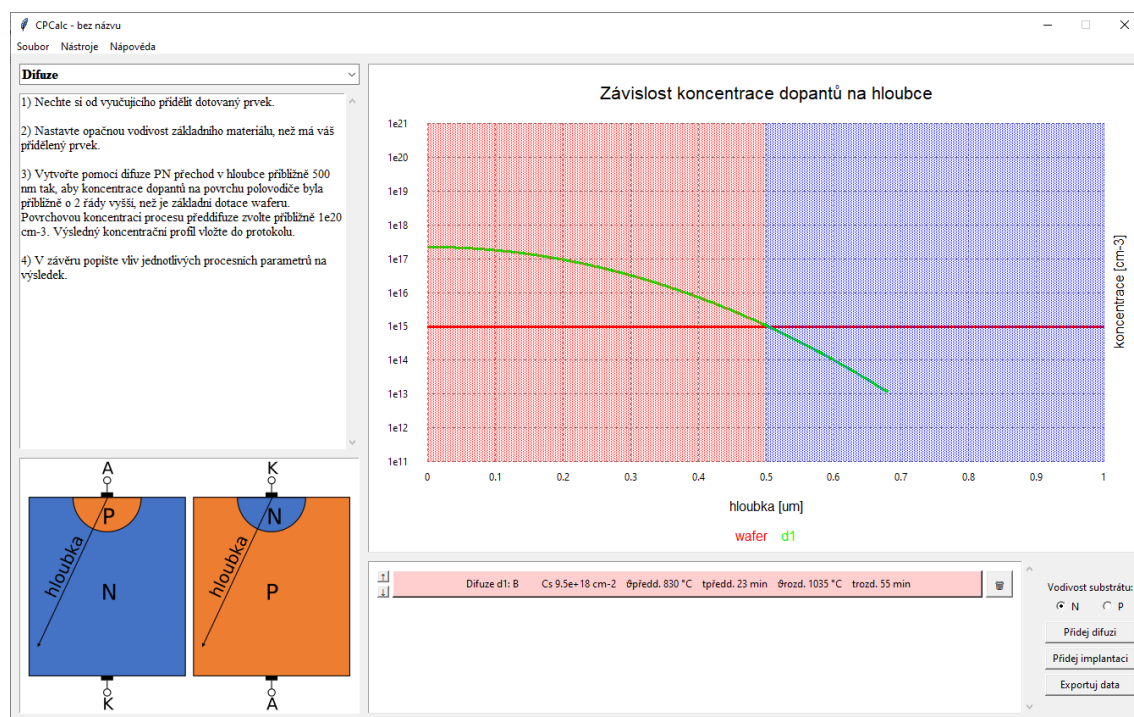 CPCalc - bez názvu
Soubor Nástroje Nápověda
Difuze
1) Nechte si od vyučujicího přidělit dotovaný prvek.
2) Nastavte opačnou vodivost základního materiálu, než má váš
přidělený prvek.
3) Vytvořte pomocí difuze PN přechod v hloubce přibližně 500
nm tak, aby koncentrace dopantů na povrchu polovodiče byla
přibližně o 2 řády vyšší, než je základní dotace waferu.
Povrchovou koncentraci procesu předdifuze zvolte přibližně 1e20
cm-3. Výsledný koncentrační profil vložte do protokolu.
4) V závěru popište vliv jednotlivých procesních parametrů na
výsledek.
A
P
hloubka
N
K
K
N
hloubka
P
A
Závislost koncentrace dopantů na hloubce
1e21
1e20
1e19
1e18
1e17
1e16
1e15
1e14
1e13
1e12
1e11
0 0.1 0.2 0.3 0.4 0.5 0.6 0.7 0.8 0.9 1
koncentrace [cm-3]
hloubka [um]
wafer d1
Difuze d1: B Cs 9.5e+18 cm-2 ϑpředd. 830 °C tpředd. 23 min ϑrozd. 1035 °C trozd. 55 min
Vodivost substrátu:
N P
Přidej difuzi
Přidej implantaci
Exportuj data